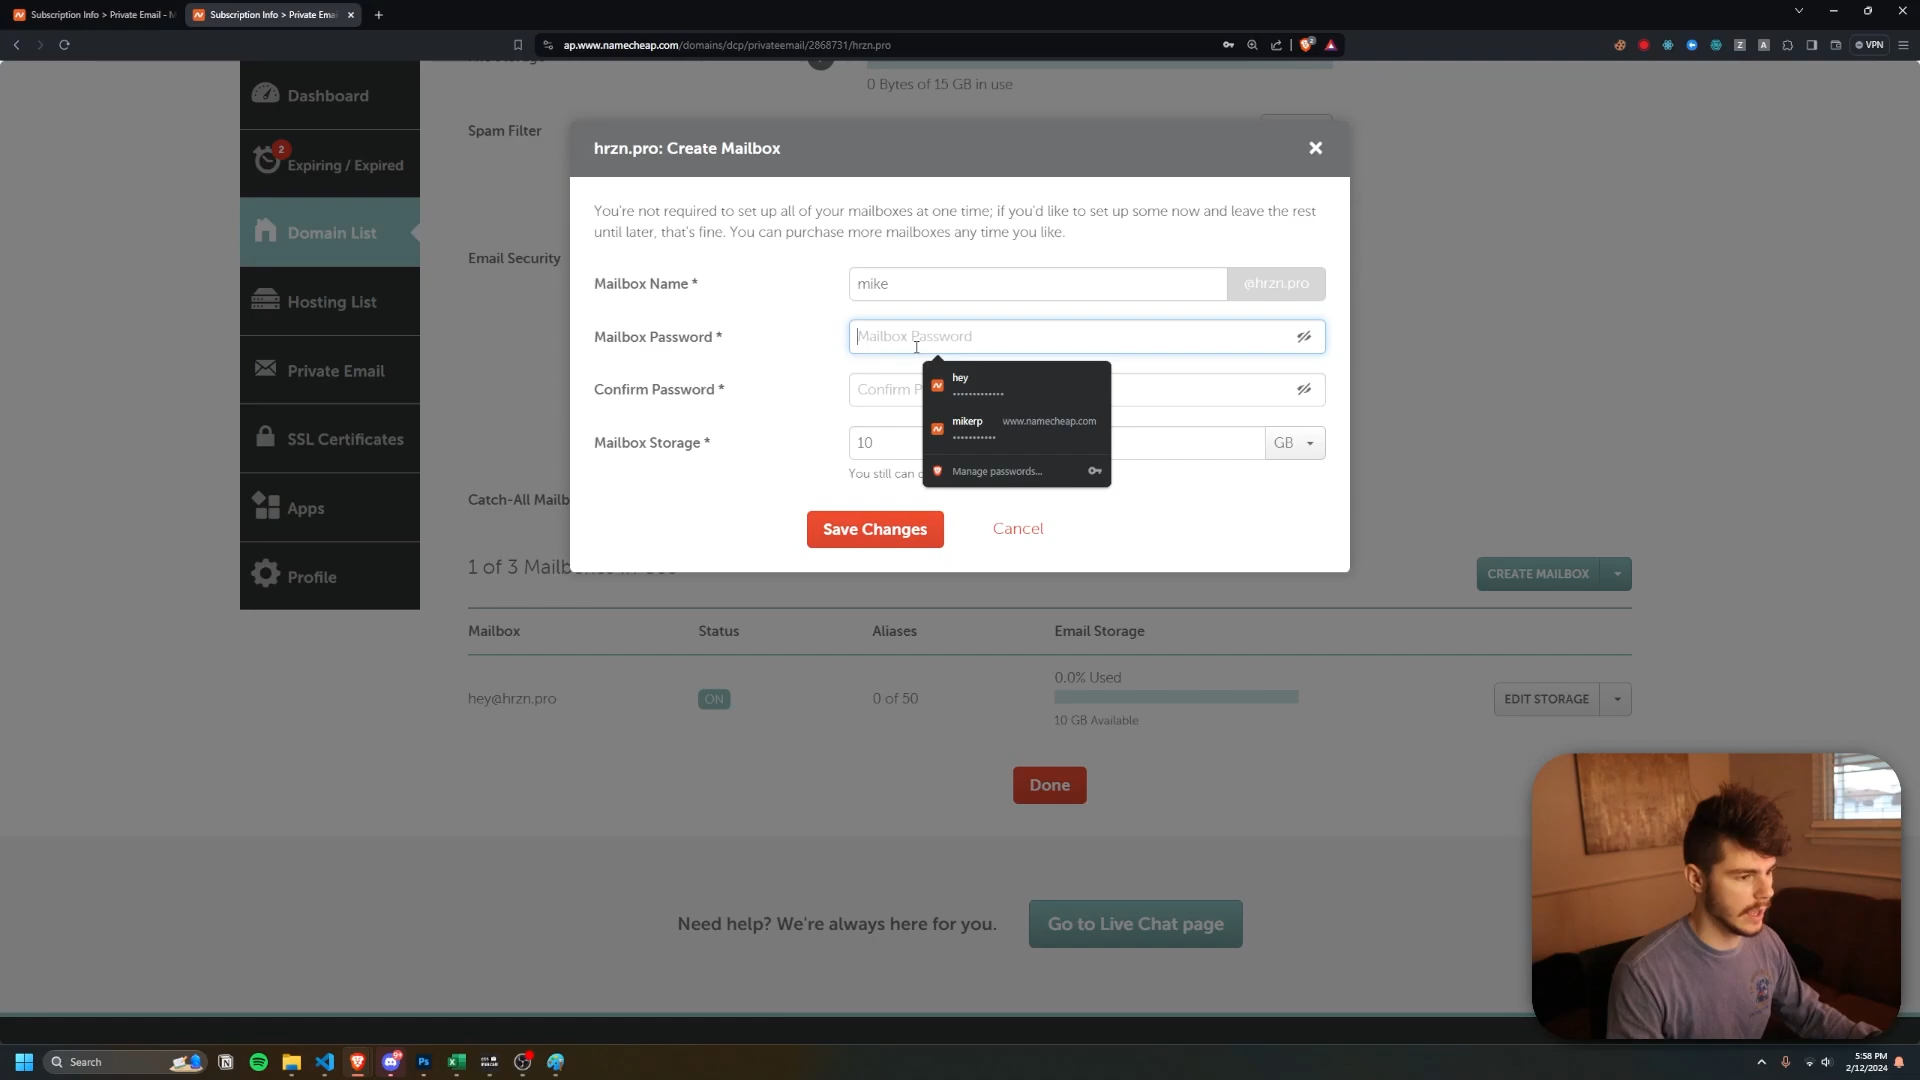 Subscription Info > Private Email - M
Subscription Info > Private Ema
ap.www.namecheap.com/domains/dcp/privateemail/2868731/hrzn.pro
2
Z
A
VPN
Dashboard
2
Expiring / Expired
Domain List
Hosting List
Private Email
SSL Certificates
Apps
Profile
0 Bytes of 15 GB in use
Spam Filter
Email Security
Catch-All Mailb
hrzn.pro: Create Mailbox
You're not required to set up all of your mailboxes at one time; if you'd like to set up some now and leave the rest
until later, that's fine. You can purchase more mailboxes any time you like.
Mailbox Name *
mike
@hrzn.pro
Mailbox Password *
Mailbox Password
Confirm Password *
Confirm P
hey
•••••••••••••
mikerp www.namecheap.com
•••••••••••
Manage passwords...
Mailbox Storage *
10
GB
You still can
Save Changes
Cancel
1 of 3 Mailb
CREATE MAILBOX
Mailbox
Status
Aliases
Email Storage
hey@hrzn.pro
ON
0 of 50
0.0% Used
10 GB Available
EDIT STORAGE
Done
Need help? We're always here for you.
Go to Live Chat page
Search
Ps
5:58 PM
2/12/2024